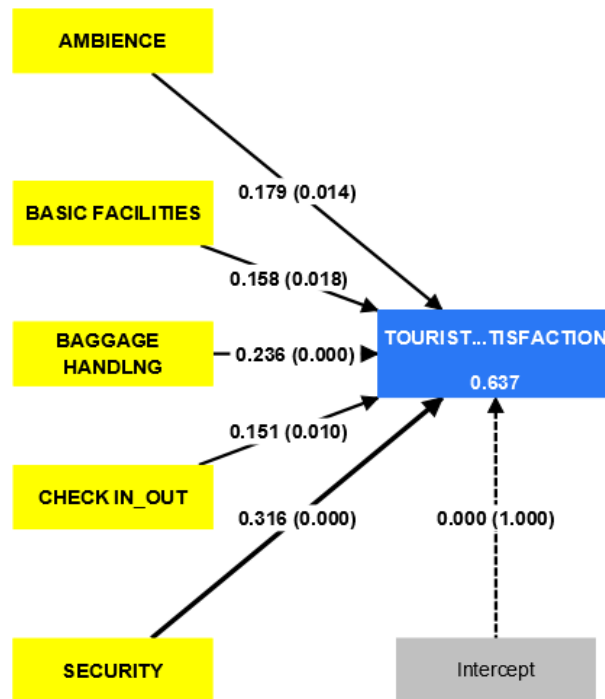 AMBIENCE
0.179 (0.014)
BASIC FACILITIES
0.158 (0.018)
BAGGAGE
HANDLNG
0.236 (0.000)
TOURIST...TISFACTION
0.637
0.151 (0.010)
CHECK IN_OUT
0.316 (0.000)
0.000 (1.000)
SECURITY
Intercept